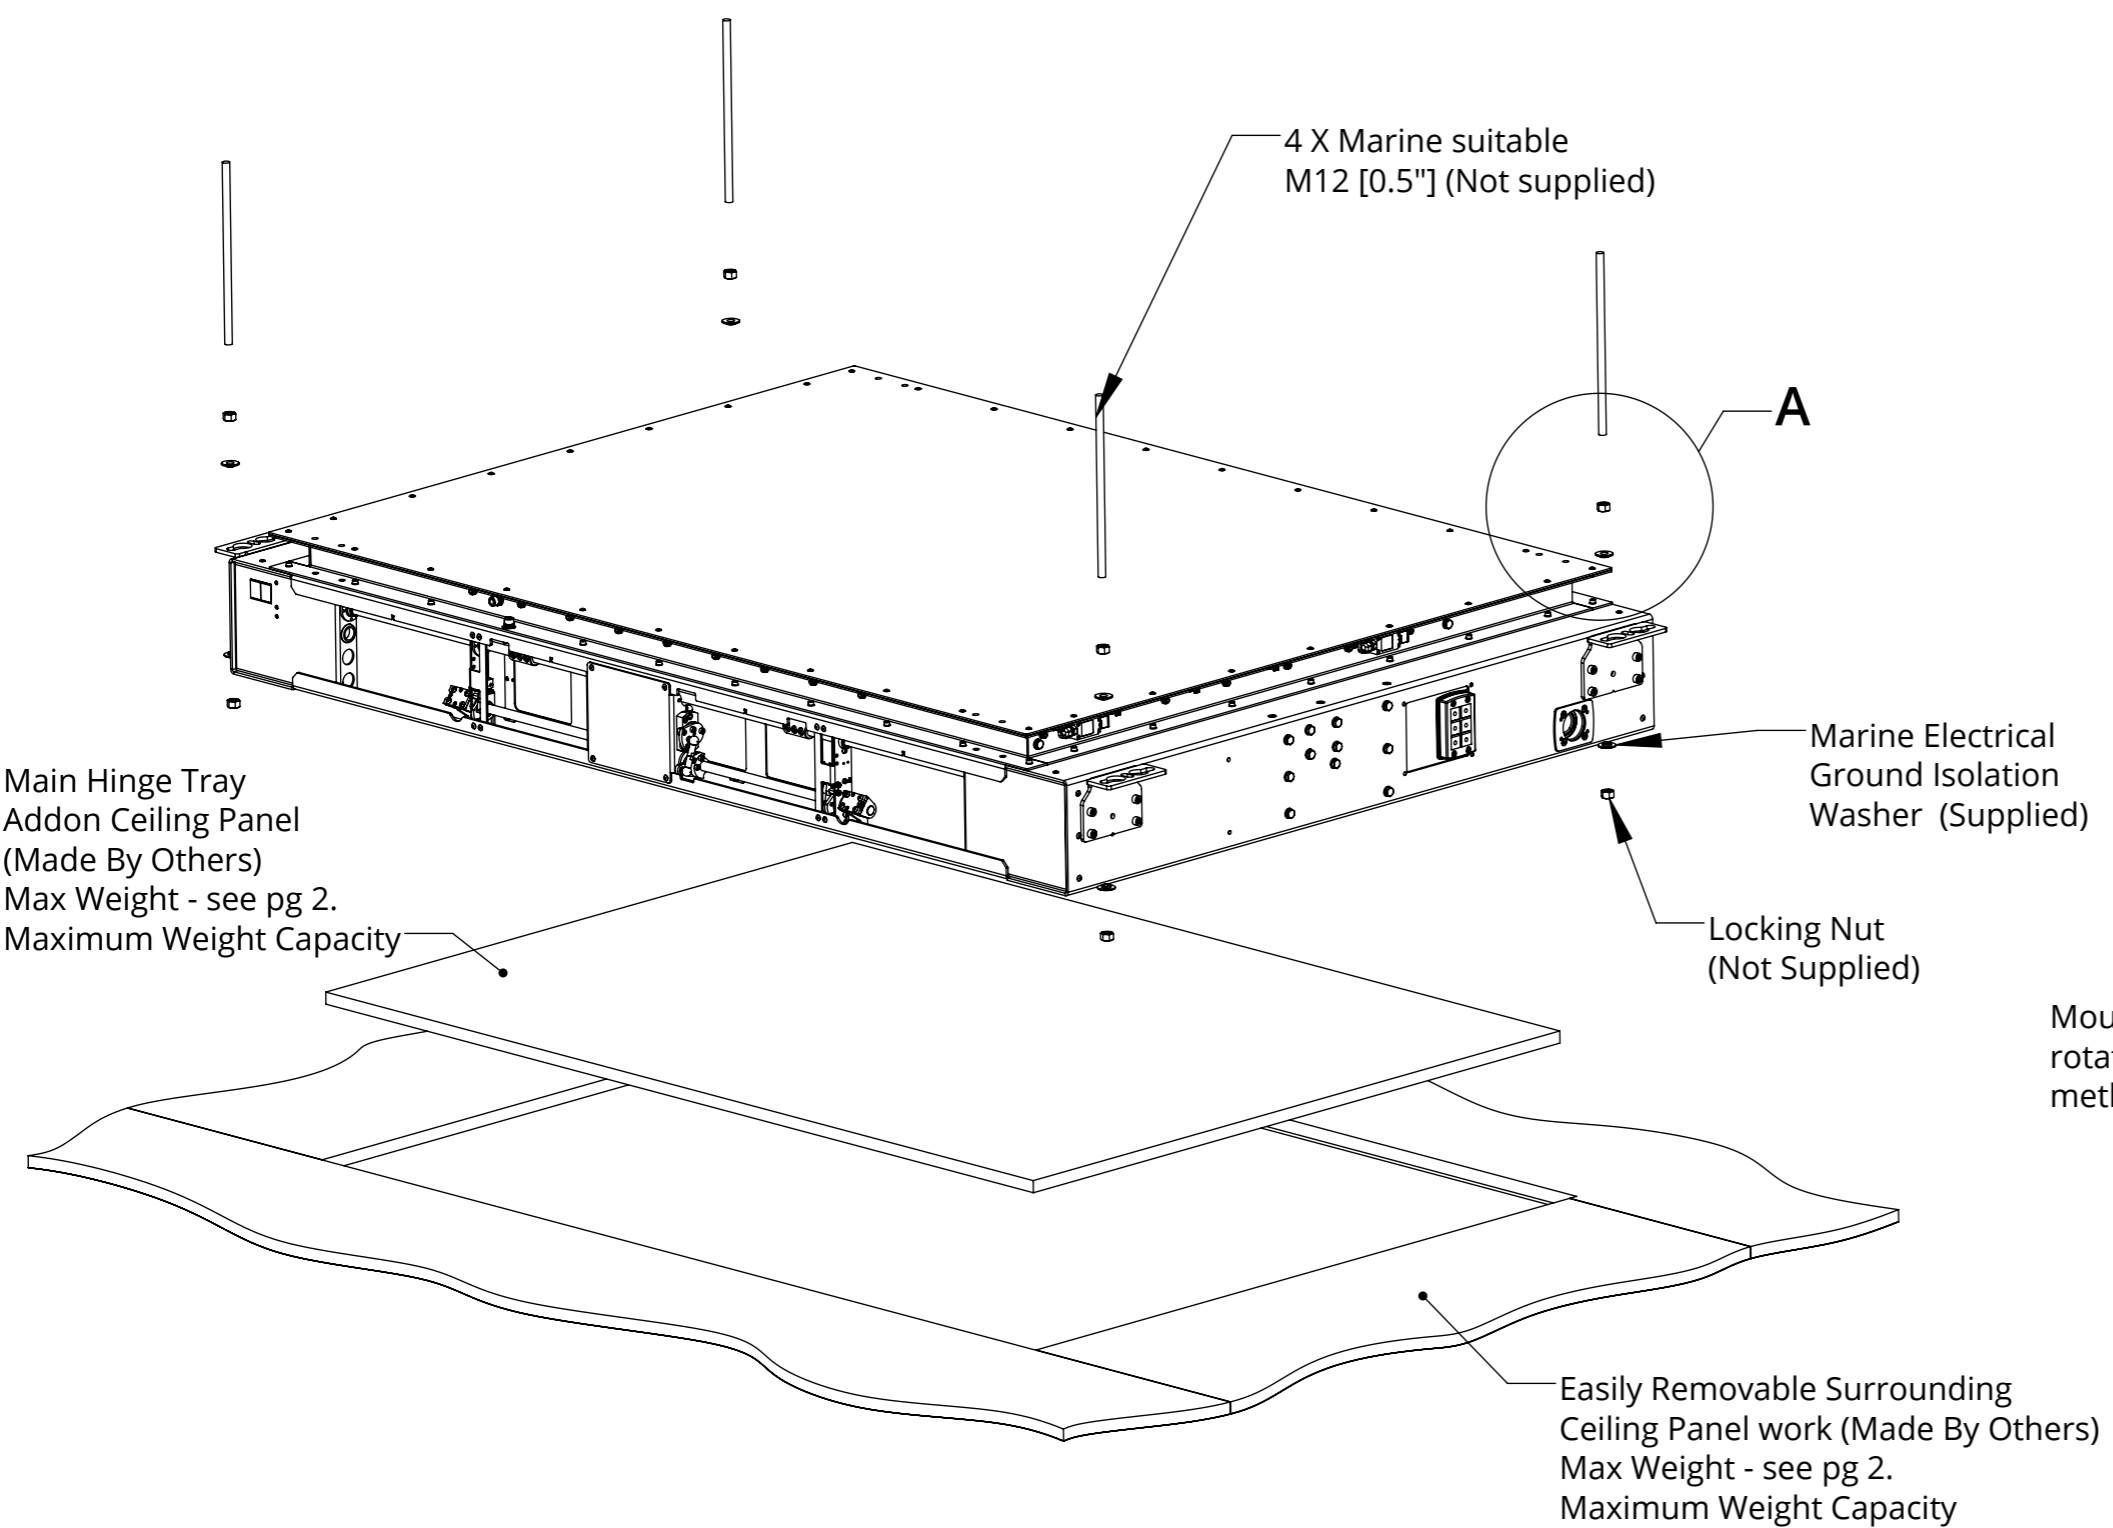 4 X Marine suitable
M12 [0.5"] (Not supplied)
A
Main Hinge Tray
Addon Ceiling Panel
(Made By Others)
Max Weight - see pg 2.
Maximum Weight Capacity
Marine Electrical
Ground Isolation
Washer (Supplied)
Locking Nut
(Not Supplied)
Easily Removable Surrounding
Ceiling Panel work (Made By Others)
Max Weight - see pg 2.
Maximum Weight Capacity